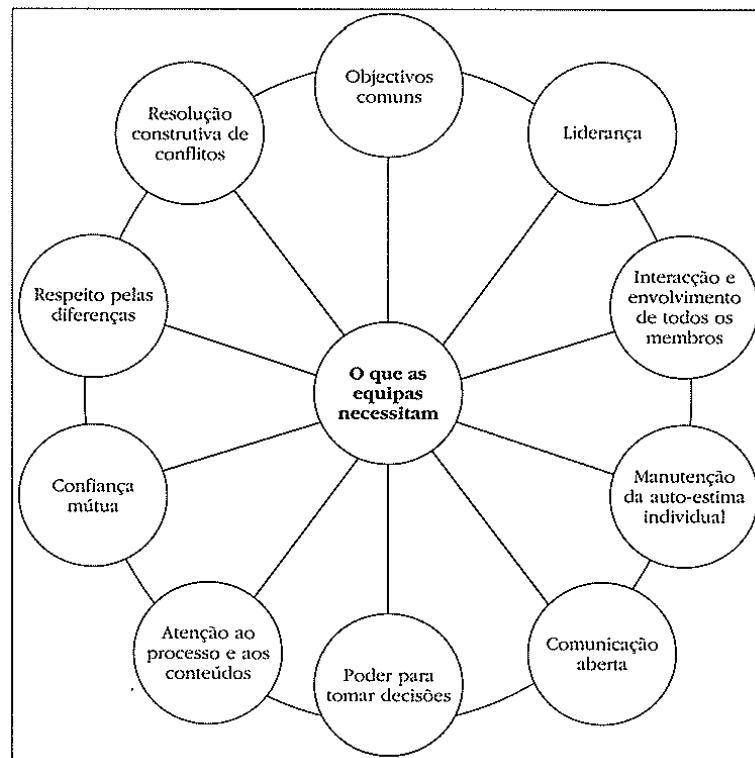 Objectivos
comuns
Liderança
Interacção e
envolvimento
de todos os
membros
Manutenção
da auto-estima
individual
Comunicação
aberta
Poder para
tomar decisões
Atenção ao
processo e aos
conteúdos
Confiança
mútua
Respeito pelas
diferenças
Resolução
construtiva de
conflitos
O que as
equipas
necessitam